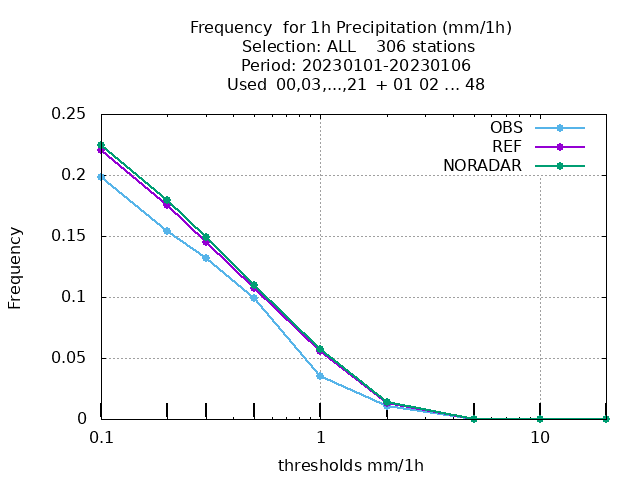 Frequency  for 1h Precipitation (mm/1h)
Selection: ALL    306 stations
Period: 20230101-20230106
Used  00,03,...,21  + 01 02 ... 48
OBS
REF
NORADAR
0.25
0.2
0.15
0.1
0.05
0
Frequency
0.1 1 10
thresholds mm/1h